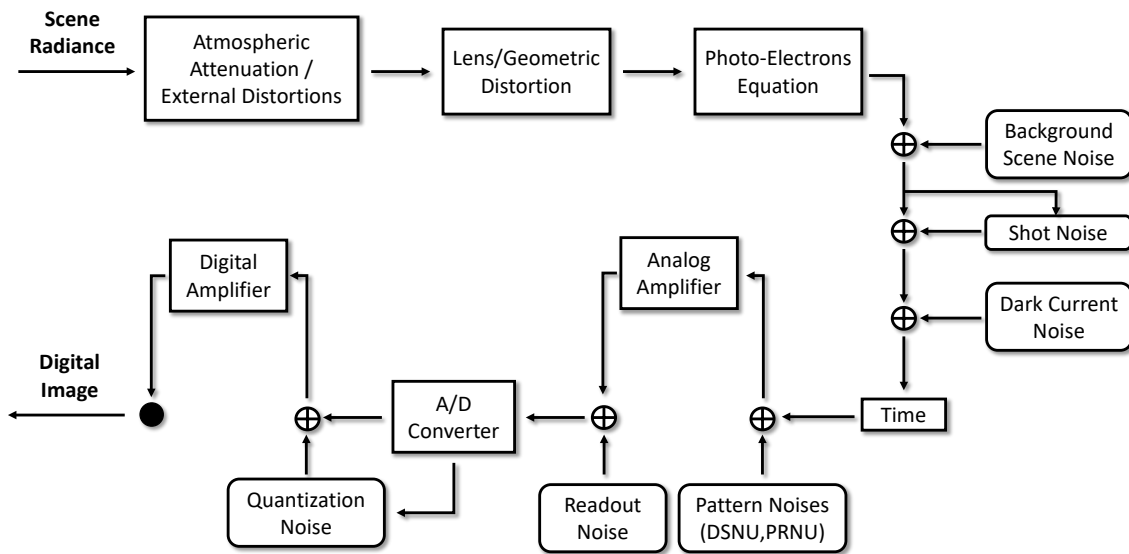 Scene
Radiance
Atmospheric
Attenuation /
External Distortions
Lens/Geometric
Distortion
Photo-Electrons
Equation
Background
Scene Noise
Shot Noise
Dark Current
Noise
Time
Pattern Noises
(DSNU,PRNU)
Analog
Amplifier
Readout
Noise
A/D
Converter
Quantization
Noise
Digital
Amplifier
Digital
Image